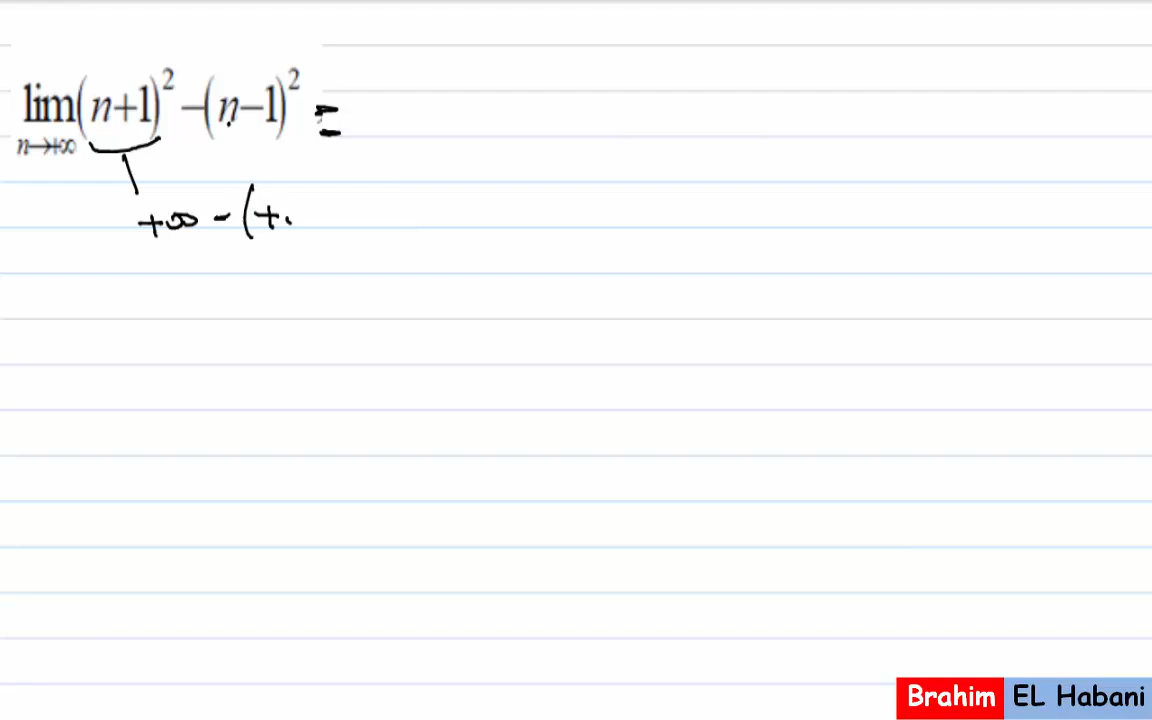 lim (n+1)² −(n−1)² =
n→+∞
+∞ - (+
Brahim EL Habani